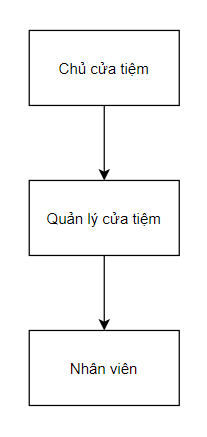 Chủ cửa tiệm
Quản lý cửa tiệm
Nhân viên